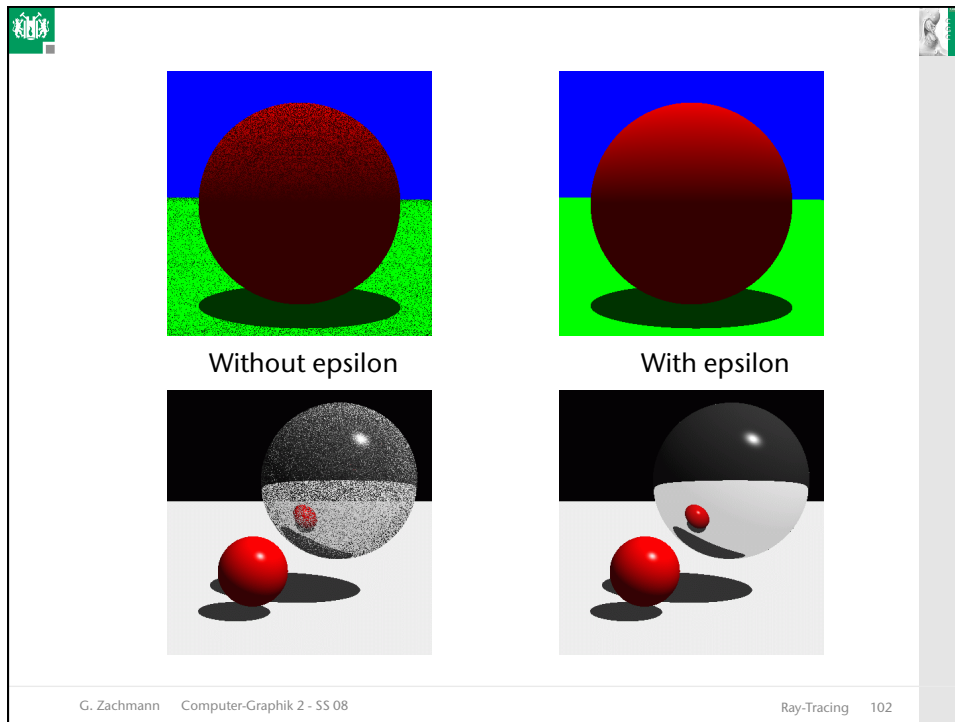 Without epsilon
With epsilon
G. Zachmann Computer-Graphik 2 - SS 08
Ray-Tracing 102